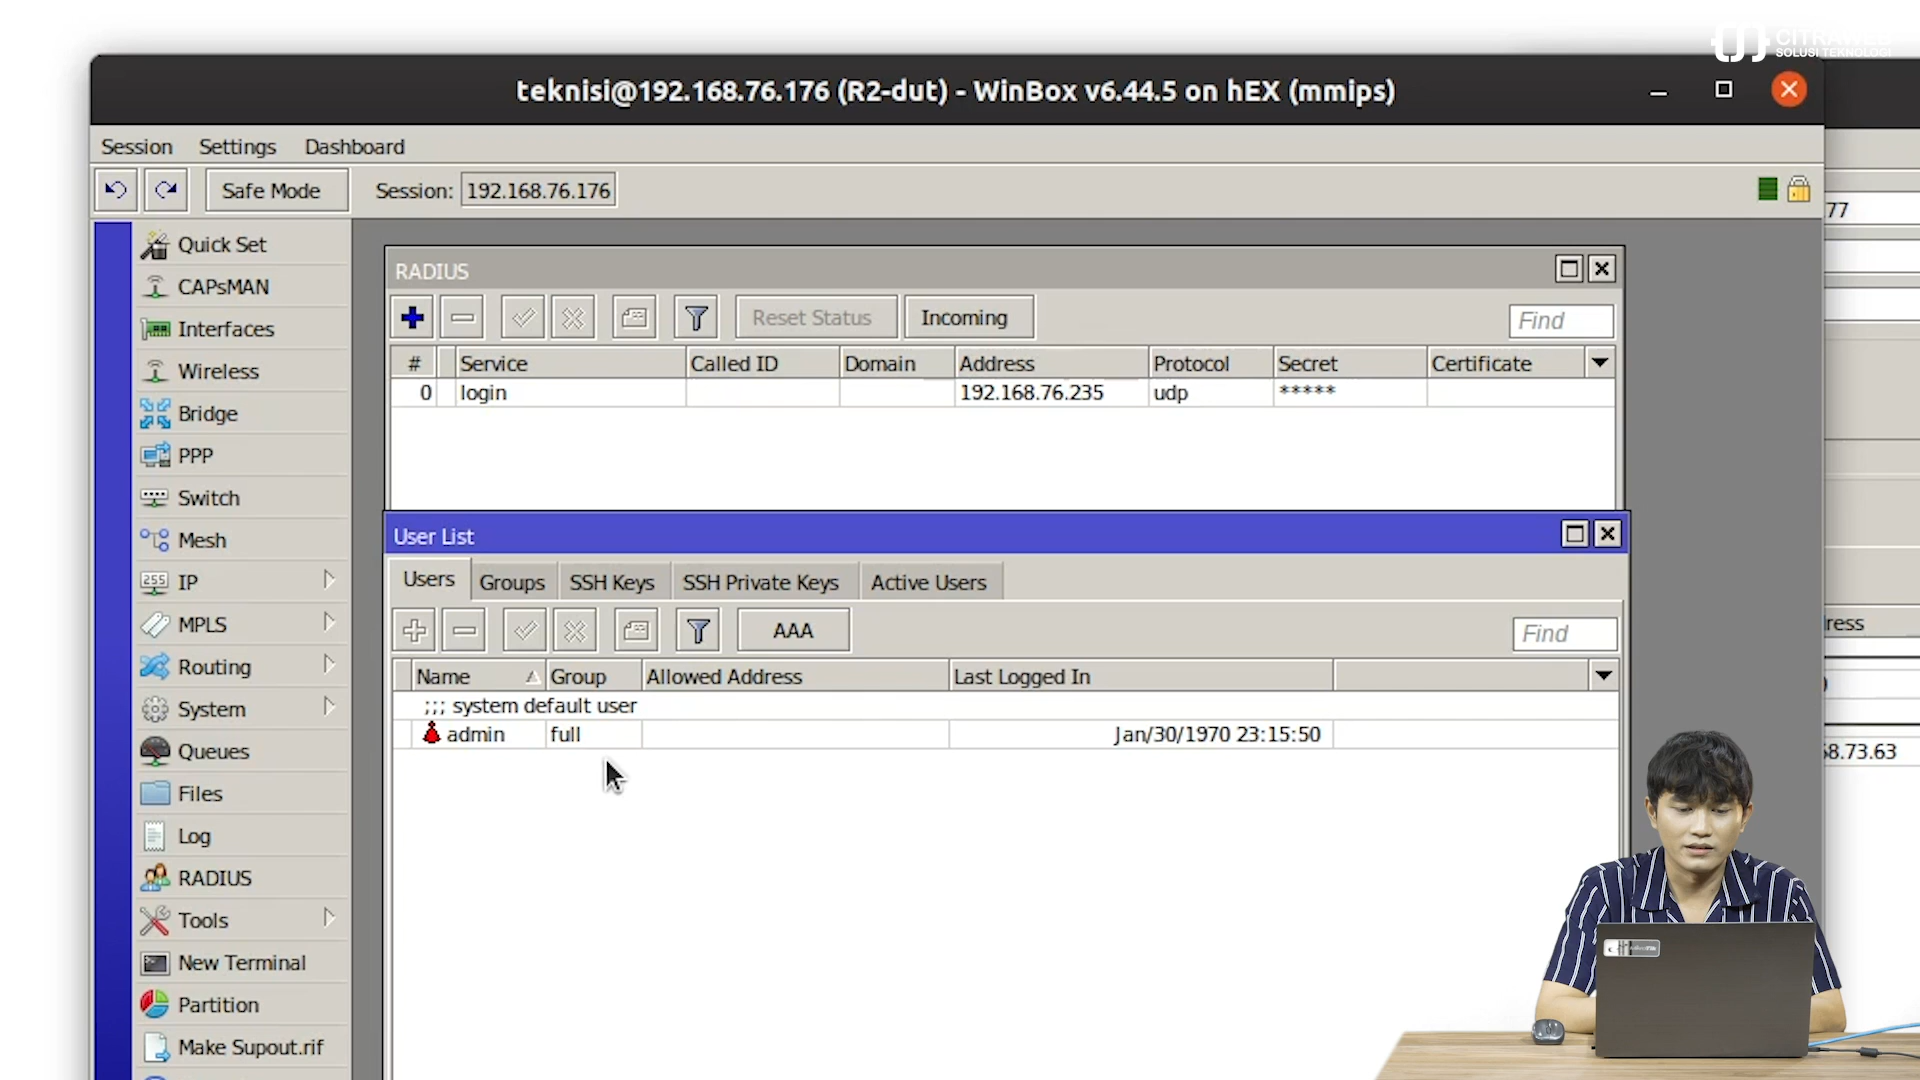 CITRAWEB
SOLUSI TEKNOLOGI
teknisi@192.168.76.176 (R2-dut) - WinBox v6.44.5 on hEX (mmips)
Session Settings Dashboard
Safe Mode Session: 192.168.76.176
77
Quick Set
CAPsMAN
Interfaces
Wireless
Bridge
PPP
Switch
Mesh
IP
MPLS
Routing
System
Queues
Files
Log
RADIUS
Tools
New Terminal
Partition
Make Supout.rif
RADIUS
Reset Status Incoming Find
# Service Called ID Domain Address Protocol Secret Certificate
0 login 192.168.76.235 udp *****
User List
Users Groups SSH Keys SSH Private Keys Active Users
AAA Find
Name Group Allowed Address Last Logged In
;;; system default user
admin full Jan/30/1970 23:15:50
ress
68.73.63